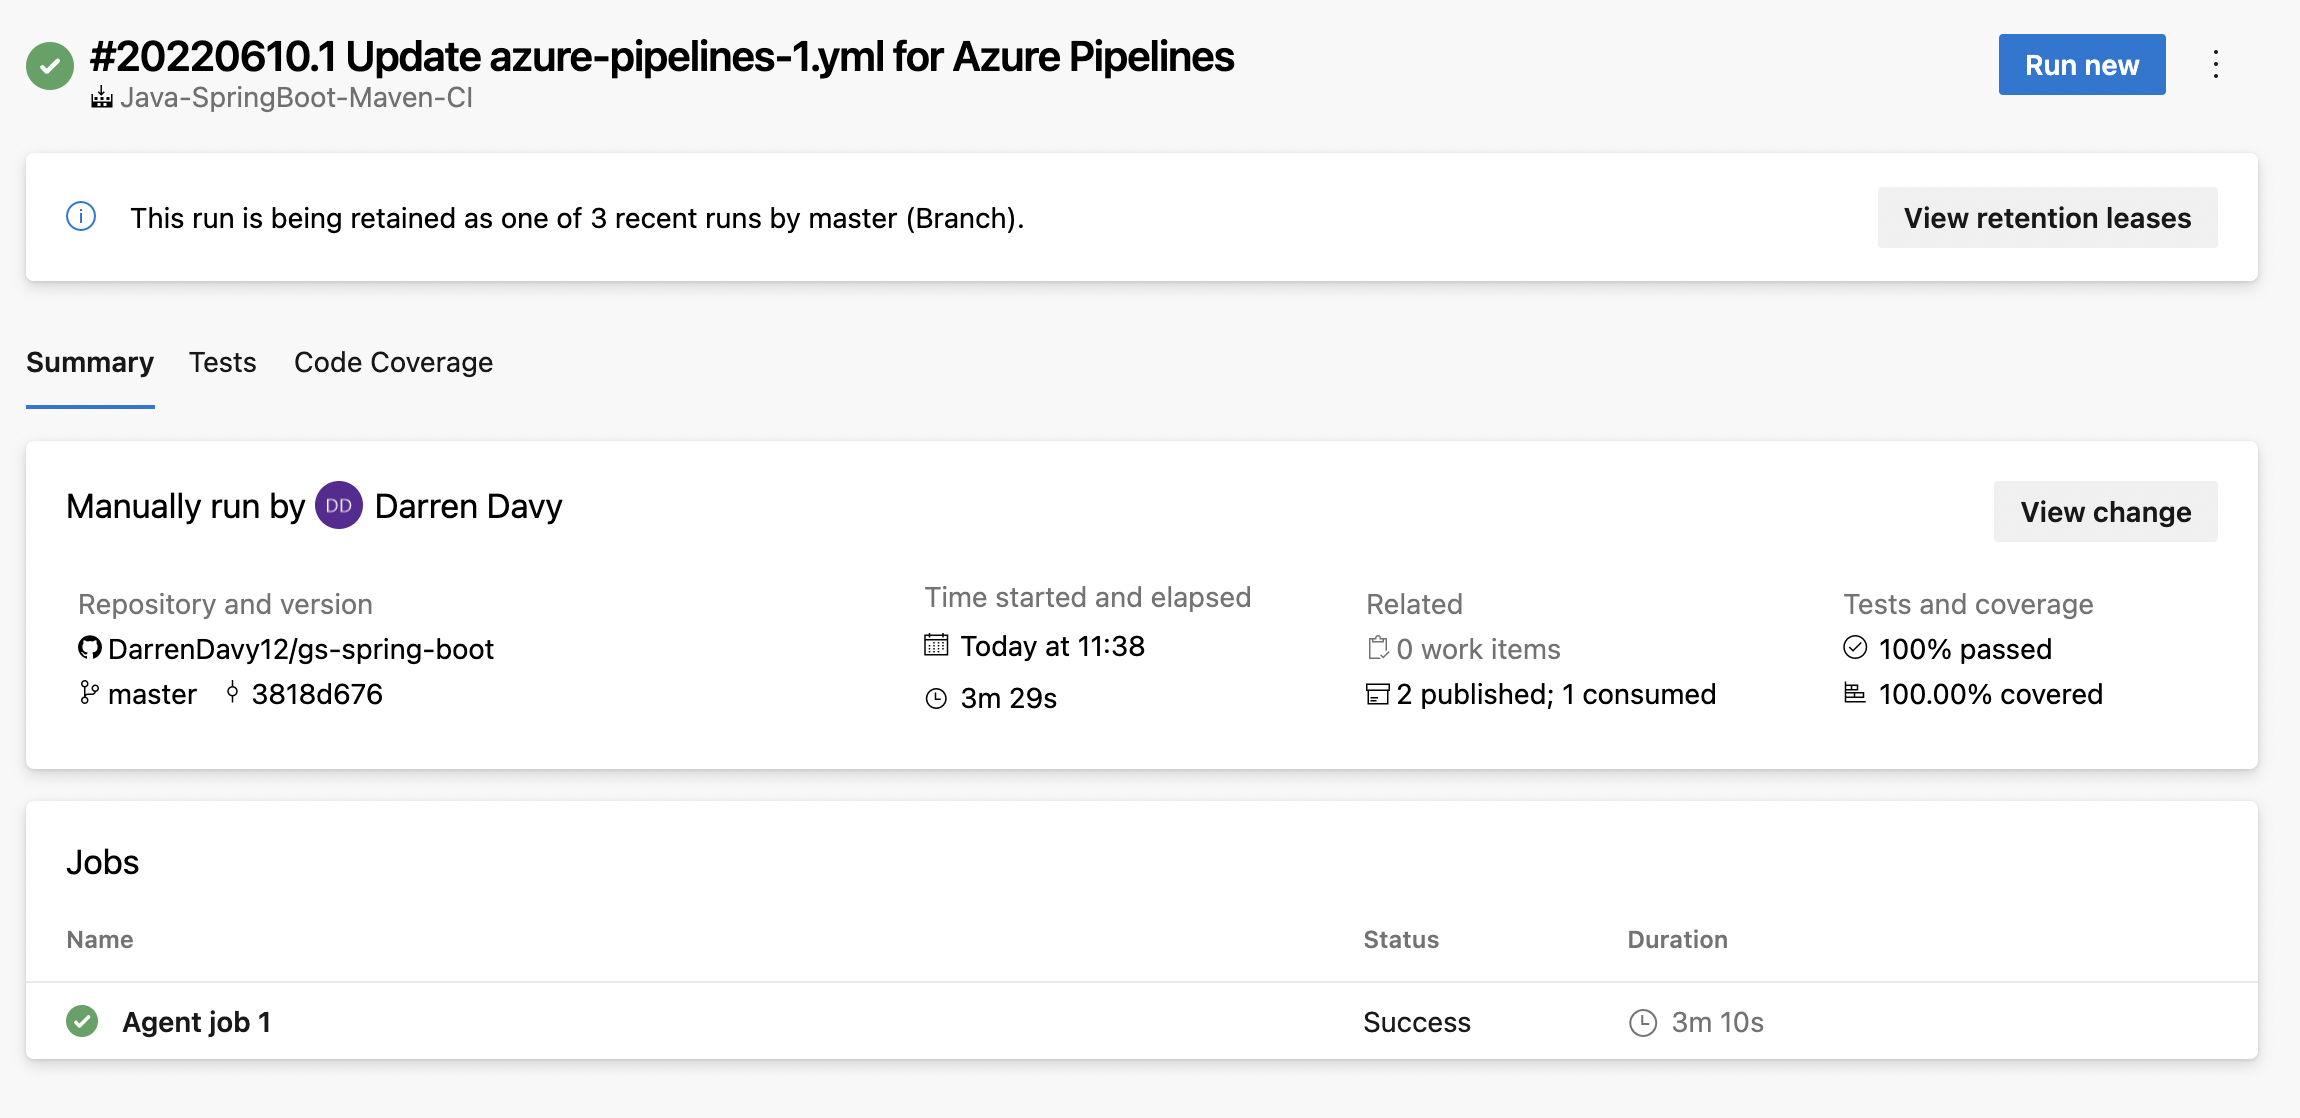 #20220610.1 Update azure-pipelines-1.yml for Azure Pipelines
Java-SpringBoot-Maven-CI
Run new
This run is being retained as one of 3 recent runs by master (Branch).
View retention leases
Summary Tests Code Coverage
Manually run by DD Darren Davy
View change
Repository and version
DarrenDavy12/gs-spring-boot
master 3818d676
Time started and elapsed
Today at 11:38
3m 29s
Related
0 work items
2 published; 1 consumed
Tests and coverage
100% passed
100.00% covered
Jobs
Name Status Duration
Agent job 1 Success 3m 10s